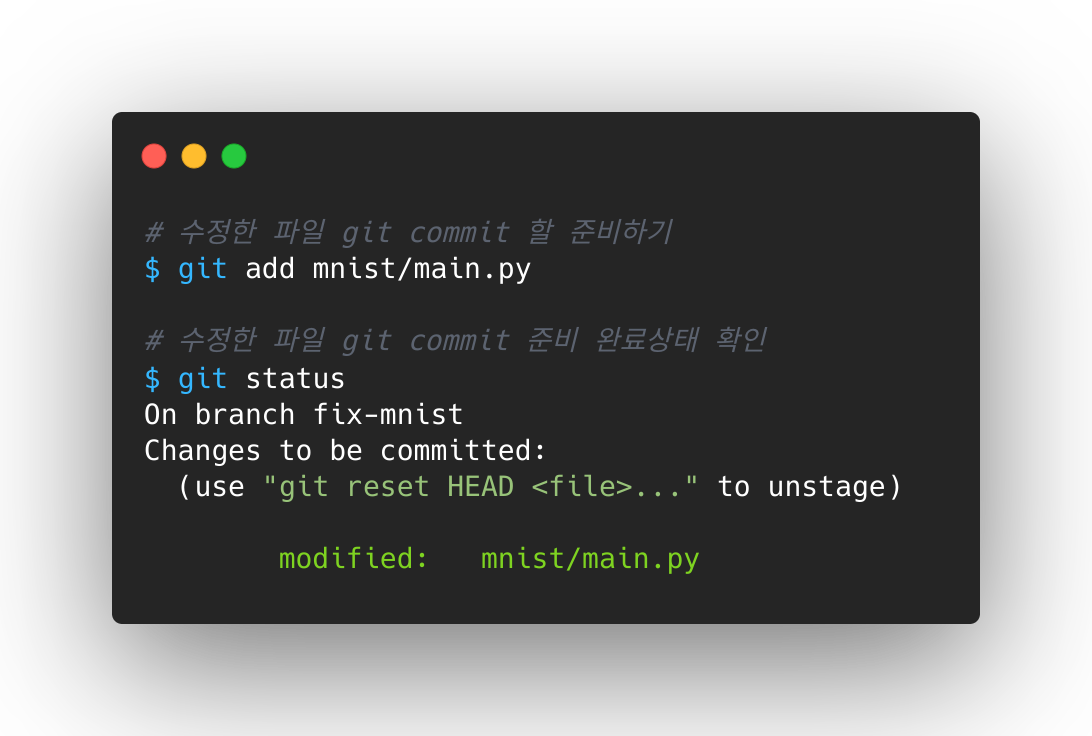 # 수정한 파일 git commit 할 준비하기
$ git add mnist/main.py
# 수정한 파일 git commit 준비 완료상태 확인
$ git status
On branch fix-mnist
Changes to be committed:
(use "git reset HEAD <file>..." to unstage)
modified: mnist/main.py